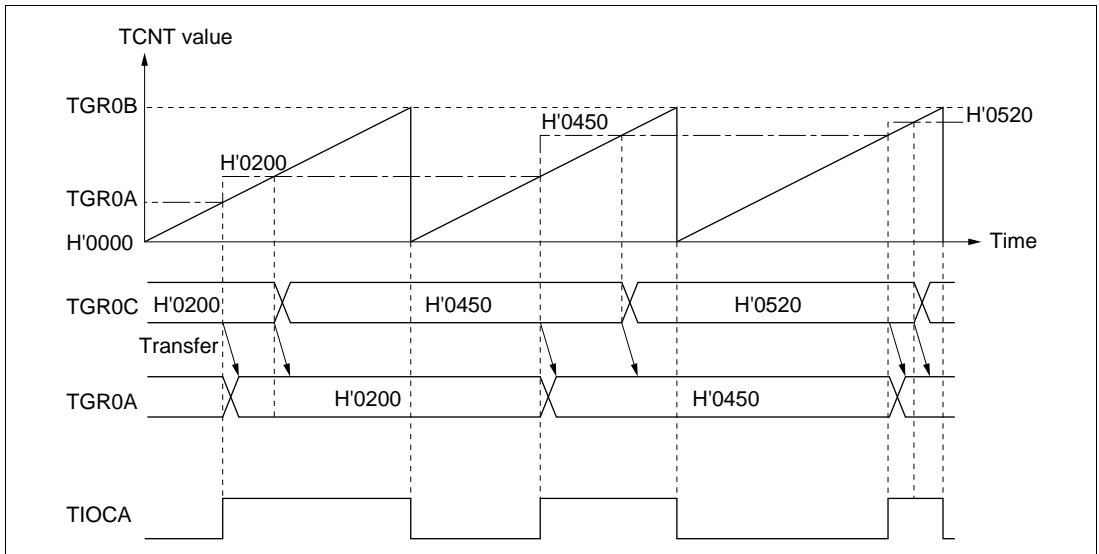 TCNT value
TGR0B
H'0520
H'0450
H'0200
TGR0A
H'0000
Time
TGR0C
H'0200
H'0450
H'0520
Transfer
TGR0A
H'0200
H'0450
TIOCA